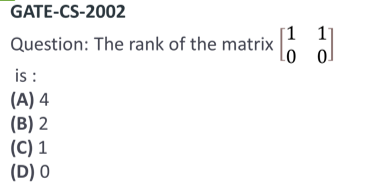 GATE-CS-2002
Question: The rank of the matrix [1 1
0 0]
is :
(A) 4
(B) 2
(C) 1
(D) 0